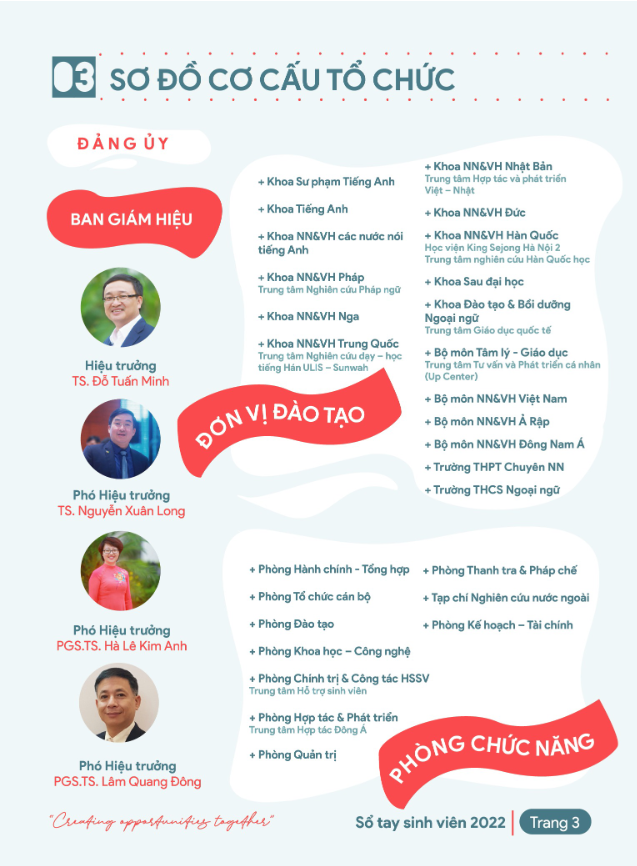 03 SƠ ĐỒ CƠ CẤU TỔ CHỨC
ĐẢNG ỦY
BAN GIÁM HIỆU
Hiệu trưởng
TS. Đỗ Tuấn Minh
Phó Hiệu trưởng
TS. Nguyễn Xuân Long
Phó Hiệu trưởng
PGS.TS. Hà Lê Kim Anh
Phó Hiệu trưởng
PGS.TS. Lâm Quang Đông
+ Khoa Sư phạm Tiếng Anh
+ Khoa Tiếng Anh
+ Khoa NN&VH các nước nói
tiếng Anh
+ Khoa NN&VH Pháp
Trung tâm Nghiên cứu Pháp ngữ
+ Khoa NN&VH Nga
+ Khoa NN&VH Trung Quốc
Trung tâm Nghiên cứu dạy – học
tiếng Hán ULIS – Sunwah
+ Khoa NN&VH Nhật Bản
Trung tâm Hợp tác và phát triển
Việt – Nhật
+ Khoa NN&VH Đức
+ Khoa NN&VH Hàn Quốc
Học viện King Sejong Hà Nội 2
Trung tâm nghiên cứu Hàn Quốc học
+ Khoa Sau đại học
+ Khoa Đào tạo & Bồi dưỡng
Ngoại ngữ
Trung tâm Giáo dục quốc tế
+ Bộ môn Tâm lý - Giáo dục
Trung tâm Tư vấn và Phát triển cá nhân
(Up Center)
+ Bộ môn NN&VH Việt Nam
+ Bộ môn NN&VH Ả Rập
+ Bộ môn NN&VH Đông Nam Á
+ Trường THPT Chuyên NN
+ Trường THCS Ngoại ngữ
ĐƠN VỊ ĐÀO TẠO
+ Phòng Hành chính - Tổng hợp
+ Phòng Tổ chức cán bộ
+ Phòng Đào tạo
+ Phòng Khoa học – Công nghệ
+ Phòng Chính trị & Công tác HSSV
Trung tâm Hỗ trợ sinh viên
+ Phòng Hợp tác & Phát triển
Trung tâm Hợp tác Đông Á
+ Phòng Quản trị
+ Phòng Thanh tra & Pháp chế
+ Tạp chí Nghiên cứu nước ngoài
+ Phòng Kế hoạch – Tài chính
PHÒNG CHỨC NĂNG
"Creating opportunities together"
Sổ tay sinh viên 2022
Trang 3